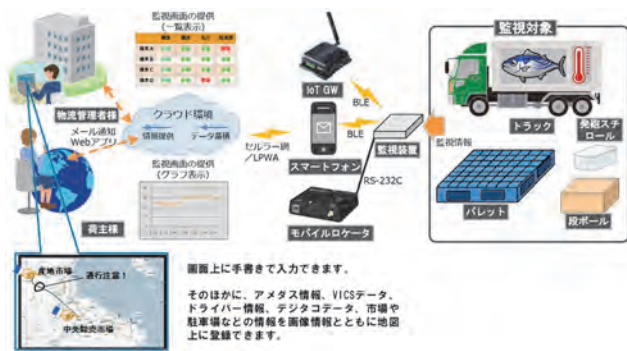 監視画面の提供
(一覧表示)
監視対象
IoT GW
BLE
物流管理者様
クラウド環境
メール通知
Webアプリ
情報提供
データ蓄積
BLE
トラック
発砲スチ
ロール
監視装置
監視情報
スマートフォン
セルラー網
/LPWA
監視画面の提供
(グラフ表示)
RS-232C
パレット
段ボール
荷主様
モバイルロケータ
産地市場
通行注意!
中央卸売市場
画面上に手書きで入力できます。
そのほかに、アメダス情報、VICSデータ、
ドライバー情報、デジタコデータ、市場や
駐車場などの情報を画像情報とともに地図
上に登録できます。